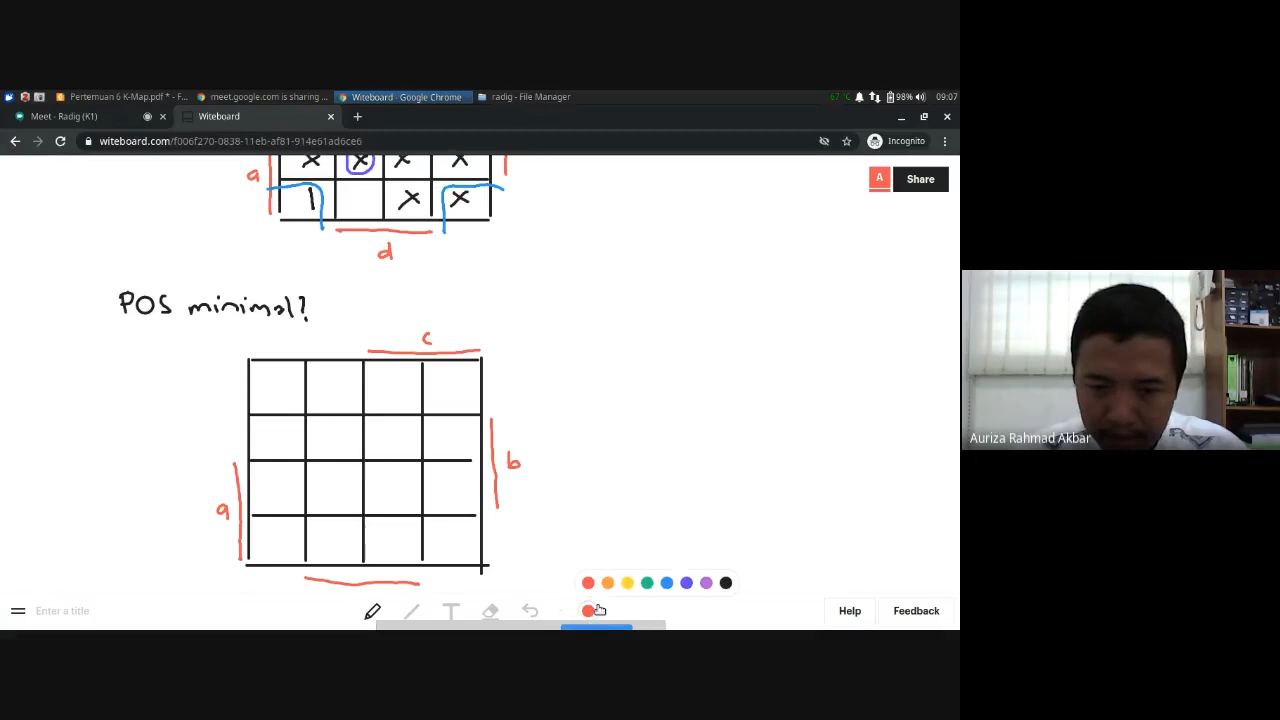 Pertemuan 6 K-Map.pdf * - F... meet.google.com is sharing ... Witeboard - Google Chrome radig - File Manager 67 °C 98% 09:07
Meet - Radig (K1) Witeboard
witeboard.com/f006f270-0838-11eb-af81-914e61ad6ce6 Incognito
A Share
x x x x
a
1 x x
d
POS minimal?
c
b
a
Auriza Rahmad Akbar
Enter a title T Help Feedback